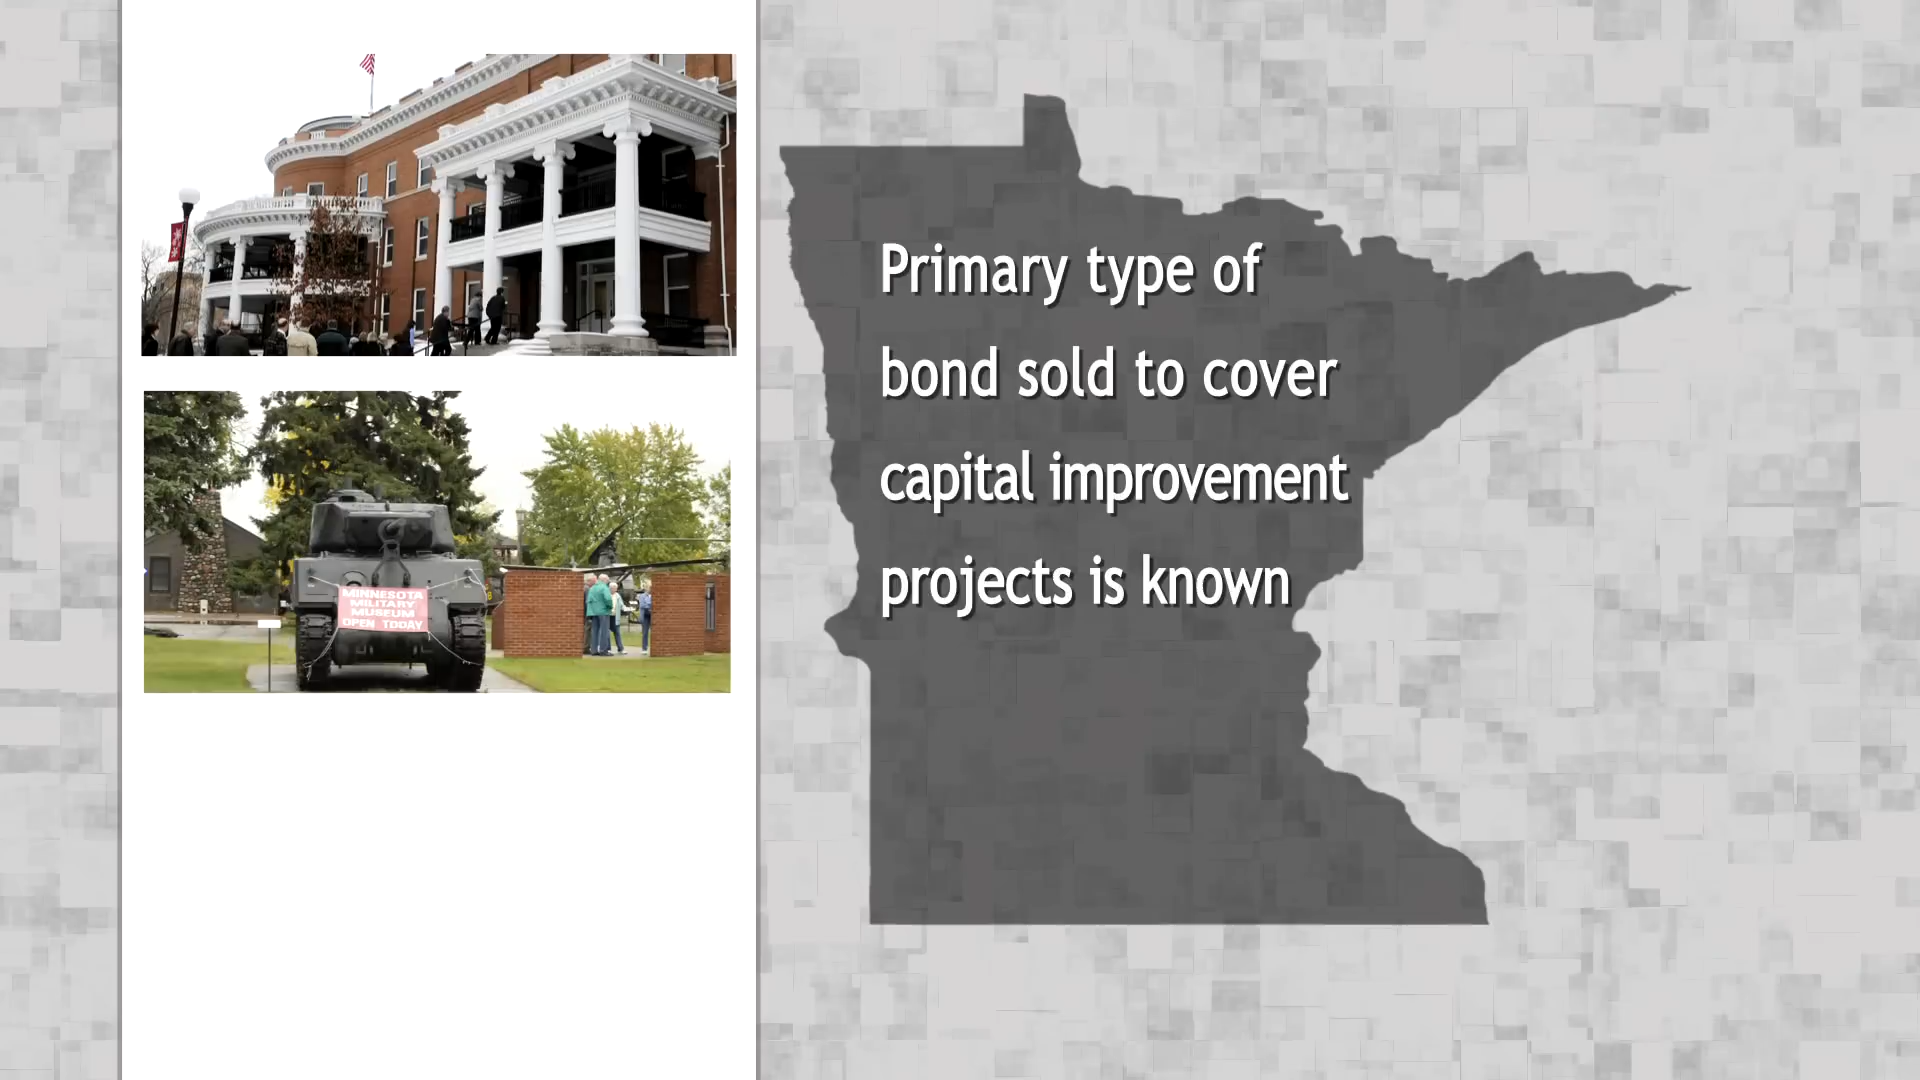 Primary type of
bond sold to cover
capital improvement
projects is known
MINNESOTA
MILITARY
MUSEUM
OPEN TODAY